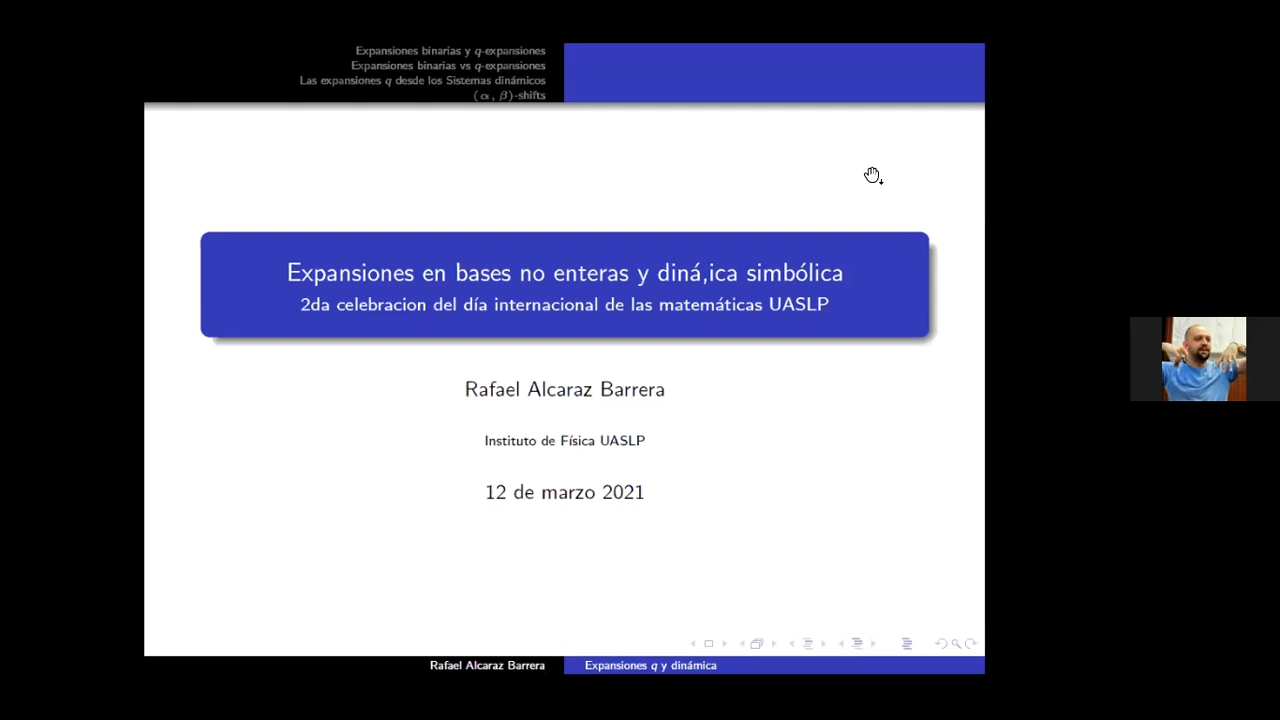 Expansiones binarias y q-expansiones
Expansiones binarias vs q-expansiones
Las expansiones q desde los Sistemas dinámicos
(α, β)-shifts
Expansiones en bases no enteras y diná,ica simbólica
2da celebracion del día internacional de las matemáticas UASLP
Rafael Alcaraz Barrera
Instituto de Física UASLP
12 de marzo 2021
Rafael Alcaraz Barrera
Expansiones q y dinámica